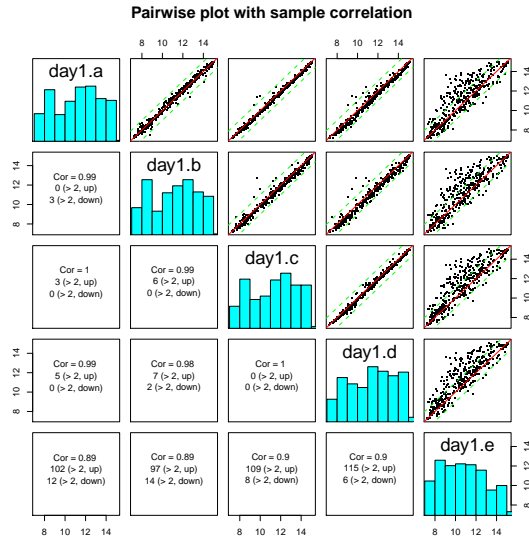 Pairwise plot with sample correlation
8 10 12 14
8 10 12 14
day1.a
8 10 12 14
8 10 12 14
Cor = 0.99
0 (> 2, up)
3 (> 2, down)
day1.b
Cor = 1
3 (> 2, up)
0 (> 2, down)
Cor = 0.99
6 (> 2, up)
0 (> 2, down)
day1.c
8 10 12 14
8 10 12 14
Cor = 0.99
5 (> 2, up)
0 (> 2, down)
Cor = 0.98
7 (> 2, up)
2 (> 2, down)
Cor = 1
0 (> 2, up)
0 (> 2, down)
day1.d
Cor = 0.89
102 (> 2, up)
12 (> 2, down)
Cor = 0.89
97 (> 2, up)
14 (> 2, down)
Cor = 0.9
109 (> 2, up)
8 (> 2, down)
Cor = 0.9
115 (> 2, up)
6 (> 2, down)
day1.e
8 10 12 14
8 10 12 14
8 10 12 14
8 10 12 14